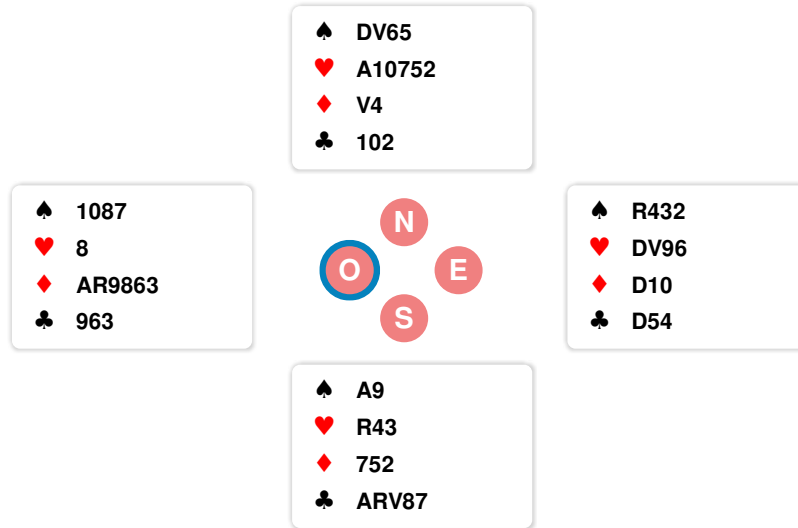 ♠ DV65
♥ A10752
♦ V4
♣ 102
♠ 1087
♥ 8
♦ AR9863
♣ 963
N
O E
S
♠ R432
♥ DV96
♦ D10
♣ D54
♠ A9
♥ R43
♦ 752
♣ ARV87